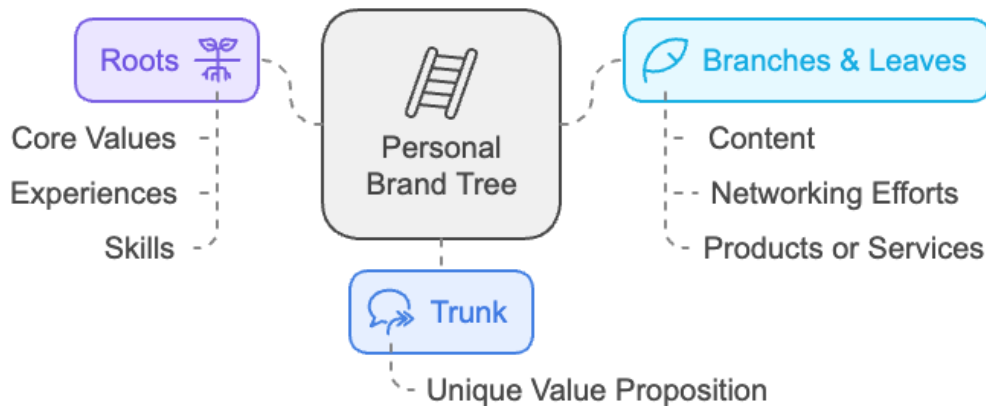 Roots
Core Values
Experiences
Skills
Personal
Brand Tree
Branches & Leaves
Content
Networking Efforts
Products or Services
Trunk
Unique Value Proposition